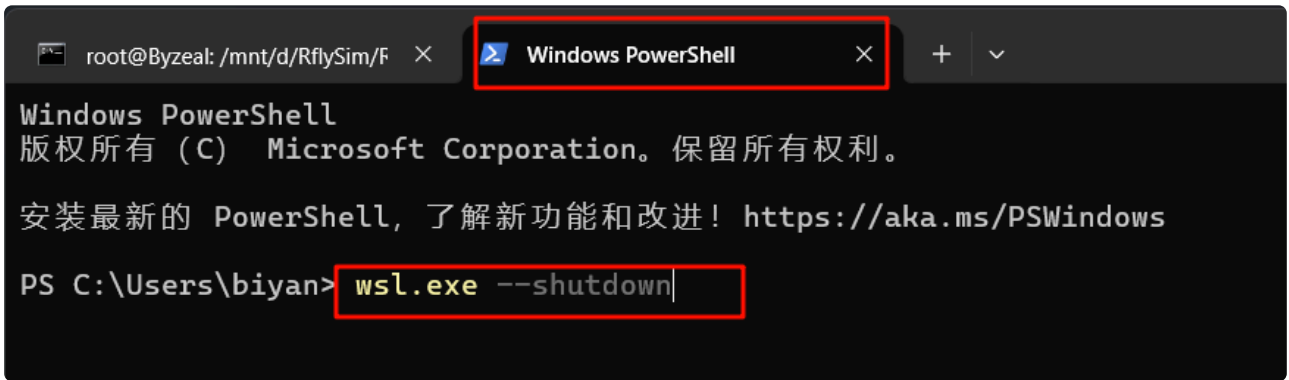 root@Byzeal: /mnt/d/RflySim/F
Windows PowerShell
Windows PowerShell
版权所有 (C) Microsoft Corporation。保留所有权利。
安装最新的 PowerShell，了解新功能和改进！https://aka.ms/PSWindows
PS C:\Users\biyan> wsl.exe --shutdown